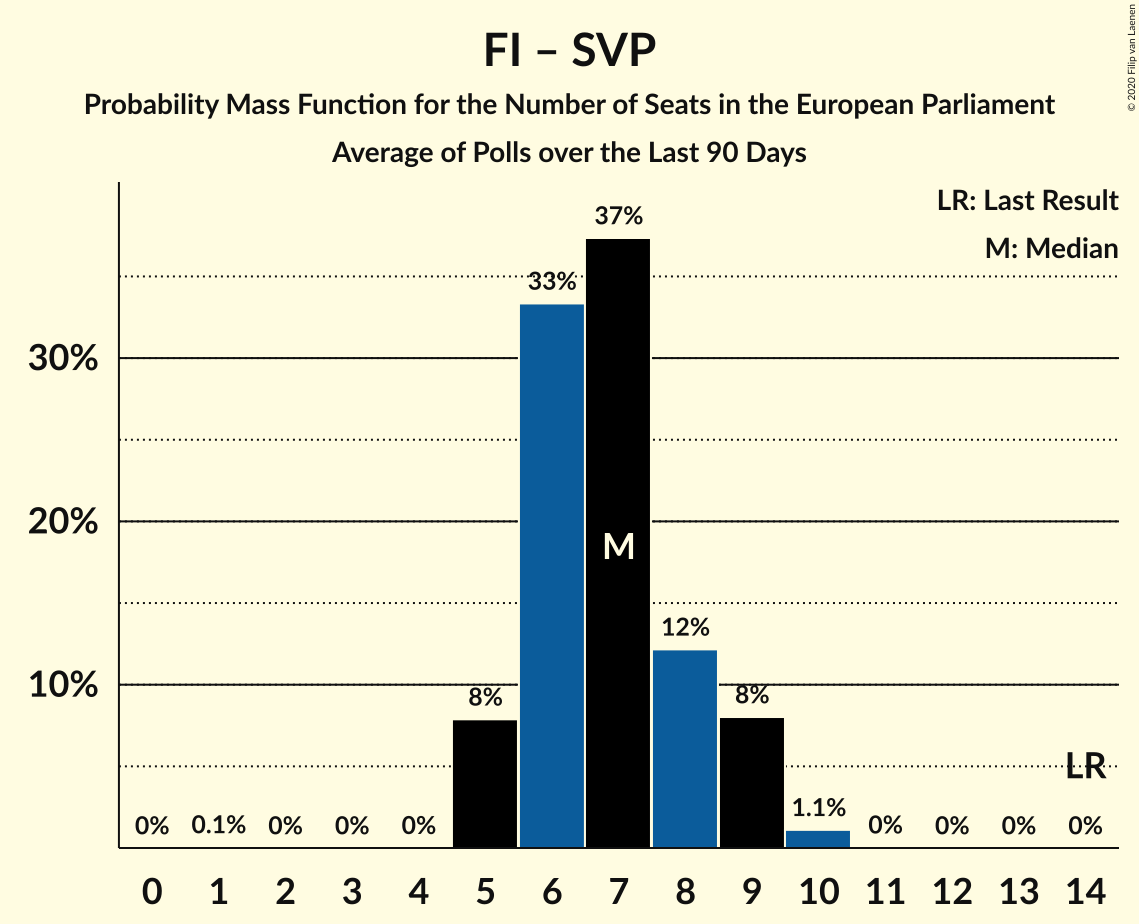 FI – SVP
Probability Mass Function for the Number of Seats in the European Parliament
Average of Polls over the Last 90 Days
© 2020 Filip van Laenen
LR: Last Result
M: Median
37%
33%
30%
20%
M
12%
10%
8%
8%
LR
1.1%
0%
0.1%
0%
0%
0%
0%
0%
0%
0%
0 1 2 3 4 5 6 7 8 9 10 11 12 13 14